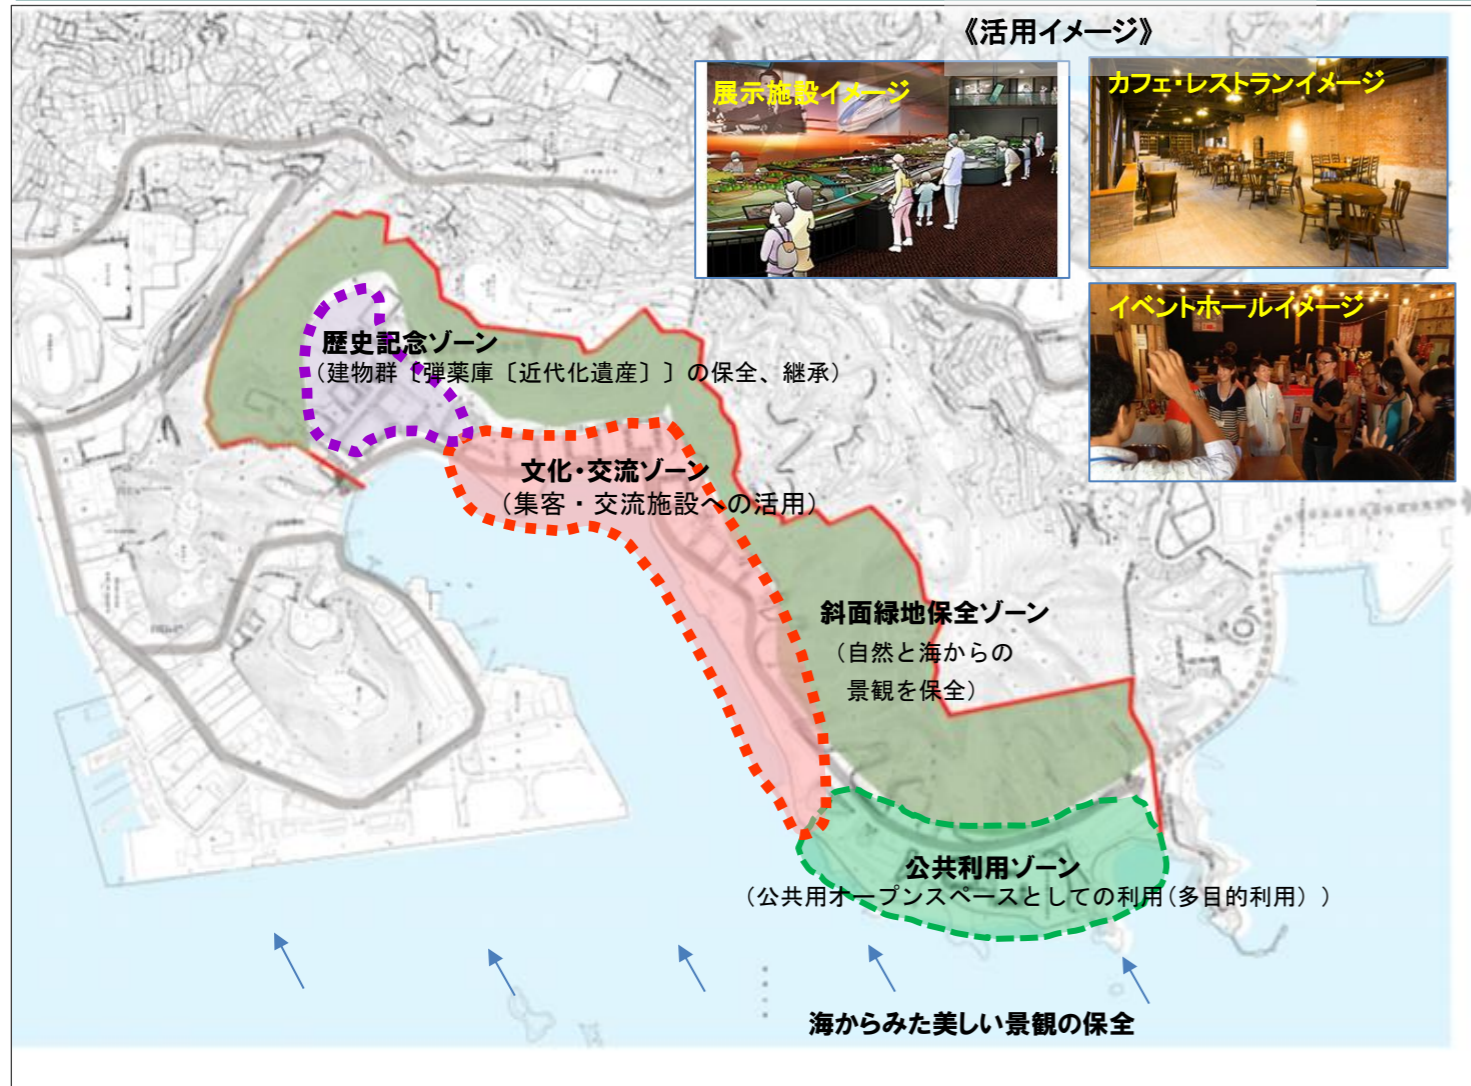 《活用イメージ》
展示施設イメージ
カフェ・レストランイメージ
イベントホールイメージ
歴史記念ゾーン
（建物群〔弾薬庫〔近代化遺産〕〕の保全、継承）
文化・交流ゾーン
（集客・交流施設への活用）
斜面緑地保全ゾーン
（自然と海からの
景観を保全）
公共利用ゾーン
（公共用オープンスペースとしての利用(多目的利用）)
海からみた美しい景観の保全